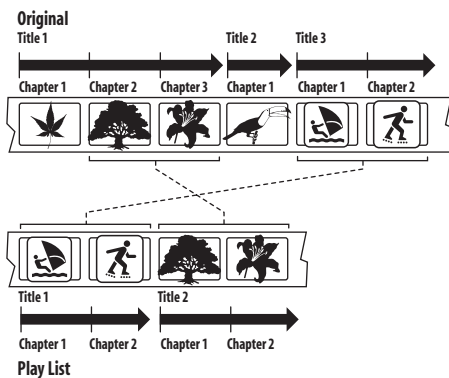 Original
Title 1 Title 2 Title 3
Chapter 1 Chapter 2 Chapter 3 Chapter 1 Chapter 1 Chapter 2
Title 1 Title 2
Chapter 1 Chapter 2 Chapter 1 Chapter 2
Play List